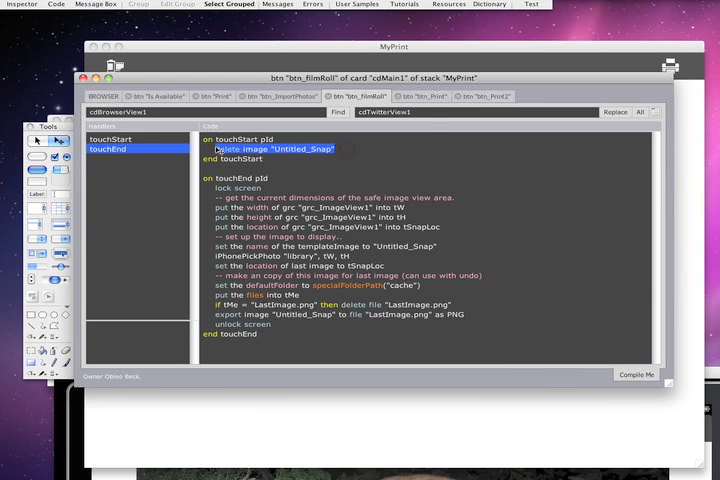 Inspector Code Message Box Group Edit Group Select Grouped Messages Errors User Samples Tutorials Resources Dictionary Test
MyPrint
btn "btn_filmRoll" of card "cdMain1" of stack "MyPrint"
BROWSER btn "Is Available" btn "Print" btn "btn_ImportPhotos" btn "btn_filmRoll" btn "btn_Print" btn "btn_Print2"
cdBrowserView1 Find cdTwitterView1 Replace All
Tools
Handlers Code
touchStart
touchEnd
on touchStart pId
delete image "Untitled_Snap"
end touchStart
on touchEnd pId
lock screen
-- get the current dimensions of the safe image view area.
put the width of grc "grc_ImageView1" into tW
put the height of grc "grc_ImageView1" into tH
put the location of grc "grc_ImageView1" into tSnapLoc
-- set up the image to display..
set the name of the templateImage to "Untitled_Snap"
iPhonePickPhoto "library", tW, tH
set the location of last image to tSnapLoc
-- make an copy of this image for last image (can use with undo)
set the defaultFolder to specialFolderPath("cache")
put the files into tMe
if tMe = "LastImage.png" then delete file "LastImage.png"
export image "Untitled_Snap" to file "LastImage.png" as PNG
unlock screen
end touchEnd
Label:
Owner Obleo Beck.
Compile Me